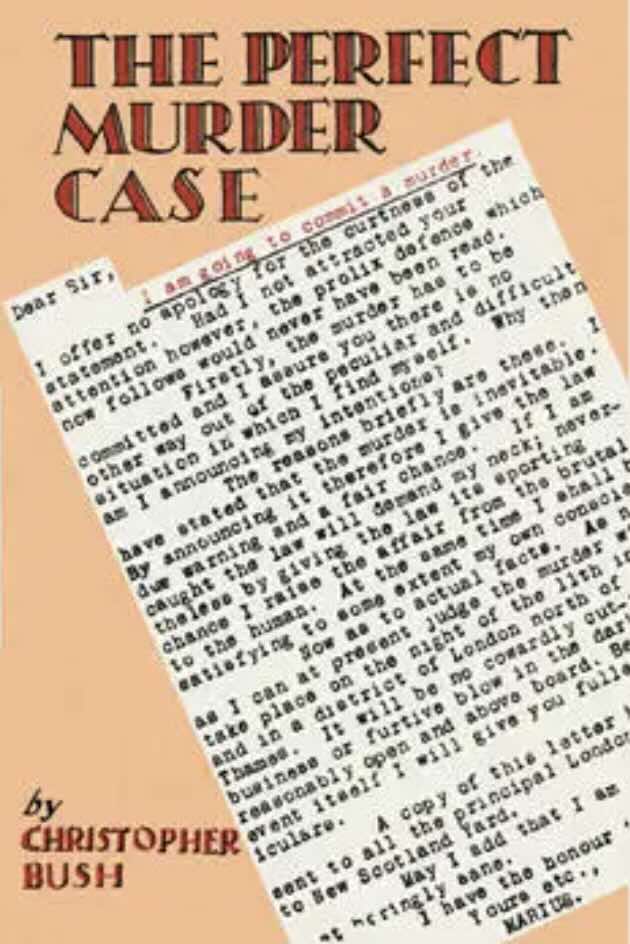 THE PERFECT
MURDER
CASE
Dear Sir,
I am going to commit a murder.
I offer no apology for the curtness of the
statement. Had I not attracted your
attention however, the prolix defence which
now follows would never have been read.
Firstly, the murder has to be
committed and I assure you there is no
other way out of the peculiar and difficult
situation in which I find myself. Why then
am I announcing my intentions?
The reasons briefly are these. I
have stated that the murder is inevitable.
By announcing it therefore I give the law
due warning and a fair chance. If I am
caught the law will demand my neck; never-
theless by giving the law its sporting
chance I raise the affair from the brutal
to the human. At the same time I shall b
satisfying to some extent my own conscie
Now as to actual facts. As n
as I can at present judge the murder w
take place on the night of the 11th in
and in a district of London north of
Thames. It will be no cowardly cut-
business or furtive blow in the dar
reasonably open and above board. Be
event itself I will give you fulle
iculars.
A copy of this letter
sent to all the principal London
to New Scotland Yard.
May I add that I am
sane.
I have the honour
Yours etc.,
MARIUS.
by
CHRISTOPHER
BUSH